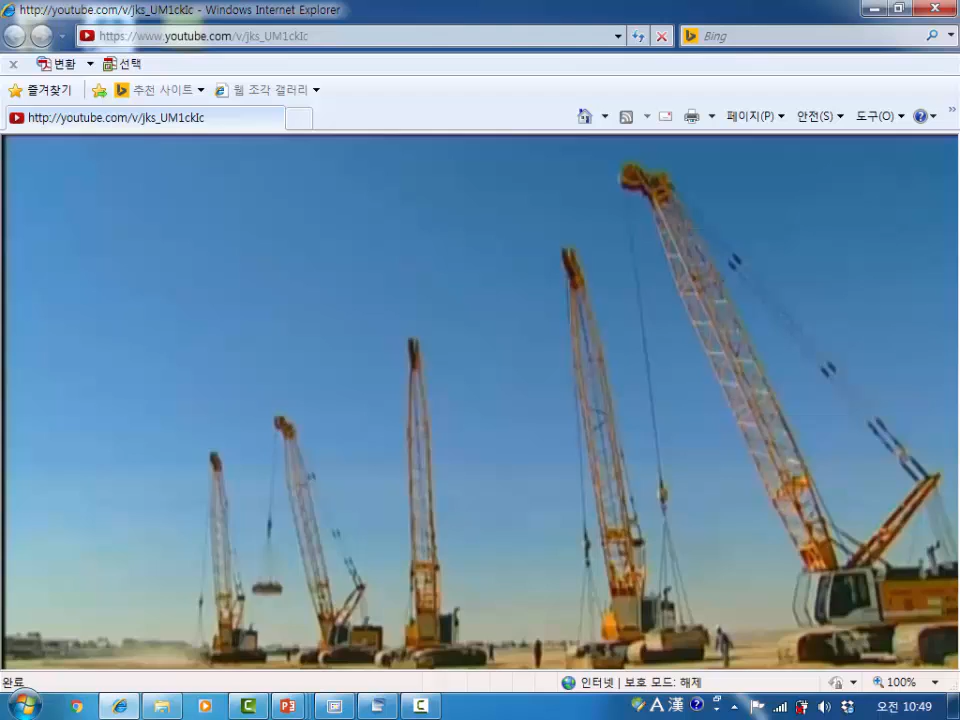 http://youtube.com/v/jks_UM1ckIc - Windows Internet Explorer
https://www.youtube.com/v/jks_UM1ckIc
Bing
변환 선택
즐겨찾기 추천 사이트 웹 조각 갤러리
http://youtube.com/v/jks_UM1ckIc
페이지(P) 안전(S) 도구(O)
완료
인터넷 | 보호 모드: 해제
100%
A 漢
오전 10:49